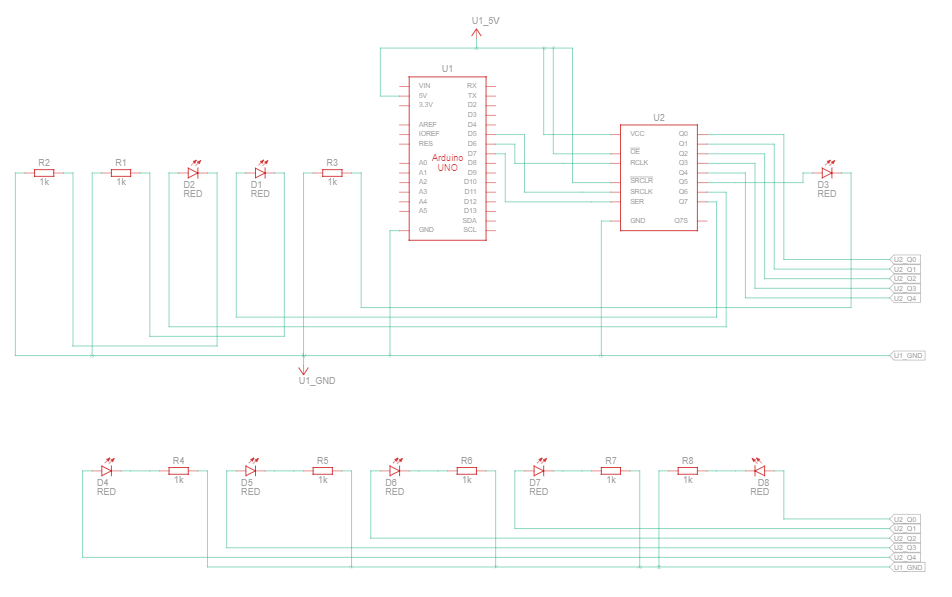 U1_5V
U1
VIN
5V
3.3V
AREF
IOREF
RES
A0
A1
A2
A3
A4
A5
GND
Arduino
UNO
RX
TX
D2
D3
D4
D5
D6
D7
D8
D9
D10
D11
D12
D13
SDA
SCL
U2
VCC
OE
RCLK
SRCLR
SRCLK
SER
GND
Q0
Q1
Q2
Q3
Q4
Q5
Q6
Q7
Q7S
R2
1k
R1
1k
D2
RED
D1
RED
R3
1k
D3
RED
U2_Q0
U2_Q1
U2_Q2
U2_Q3
U2_Q4
U1_GND
U1_GND
D4
RED
R4
1k
D5
RED
R5
1k
D6
RED
R6
1k
D7
RED
R7
1k
R8
1k
D8
RED
U2_Q0
U2_Q1
U2_Q2
U2_Q3
U2_Q4
U1_GND